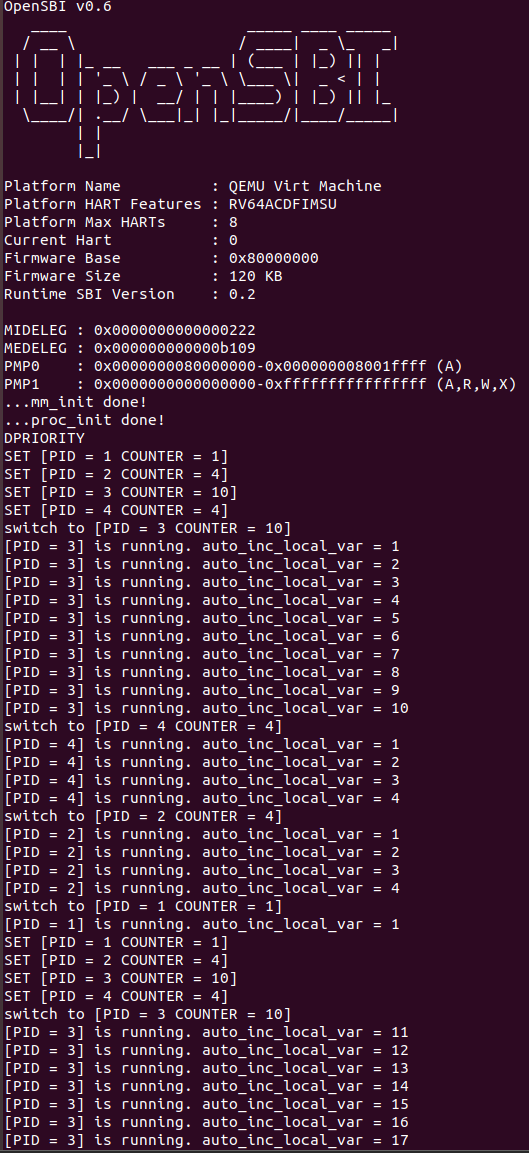 OpenSBI v0.6
   ____                    _____ ____ _____
  / __ \                  / ____|  _ \_   _|
 | |  | |_ __   ___ _ __ | (___ | |_) || |
 | |  | | '_ \ / _ \ '_ \ \___ \|  _ < | |
 | |__| | |_) |  __/ | | |____) | |_) || |_
  \____/| .__/ \___|_| |_|_____/|____/_____|
        | |
        |_|

Platform Name          : QEMU Virt Machine
Platform HART Features : RV64ACDFIMSU
Platform Max HARTs     : 8
Current Hart           : 0
Firmware Base          : 0x80000000
Firmware Size          : 120 KB
Runtime SBI Version    : 0.2

MIDELEG : 0x0000000000000222
MEDELEG : 0x000000000000b109
PMP0    : 0x0000000080000000-0x000000008001ffff (A)
PMP1    : 0x0000000000000000-0xffffffffffffffff (A,R,W,X)
...mm_init done!
...proc_init done!
DPRIORITY
SET [PID = 1 COUNTER = 1]
SET [PID = 2 COUNTER = 4]
SET [PID = 3 COUNTER = 10]
SET [PID = 4 COUNTER = 4]
switch to [PID = 3 COUNTER = 10]
[PID = 3] is running. auto_inc_local_var = 1
[PID = 3] is running. auto_inc_local_var = 2
[PID = 3] is running. auto_inc_local_var = 3
[PID = 3] is running. auto_inc_local_var = 4
[PID = 3] is running. auto_inc_local_var = 5
[PID = 3] is running. auto_inc_local_var = 6
[PID = 3] is running. auto_inc_local_var = 7
[PID = 3] is running. auto_inc_local_var = 8
[PID = 3] is running. auto_inc_local_var = 9
[PID = 3] is running. auto_inc_local_var = 10
switch to [PID = 4 COUNTER = 4]
[PID = 4] is running. auto_inc_local_var = 1
[PID = 4] is running. auto_inc_local_var = 2
[PID = 4] is running. auto_inc_local_var = 3
[PID = 4] is running. auto_inc_local_var = 4
switch to [PID = 2 COUNTER = 4]
[PID = 2] is running. auto_inc_local_var = 1
[PID = 2] is running. auto_inc_local_var = 2
[PID = 2] is running. auto_inc_local_var = 3
[PID = 2] is running. auto_inc_local_var = 4
switch to [PID = 1 COUNTER = 1]
[PID = 1] is running. auto_inc_local_var = 1
SET [PID = 1 COUNTER = 1]
SET [PID = 2 COUNTER = 4]
SET [PID = 3 COUNTER = 10]
SET [PID = 4 COUNTER = 4]
switch to [PID = 3 COUNTER = 10]
[PID = 3] is running. auto_inc_local_var = 11
[PID = 3] is running. auto_inc_local_var = 12
[PID = 3] is running. auto_inc_local_var = 13
[PID = 3] is running. auto_inc_local_var = 14
[PID = 3] is running. auto_inc_local_var = 15
[PID = 3] is running. auto_inc_local_var = 16
[PID = 3] is running. auto_inc_local_var = 17